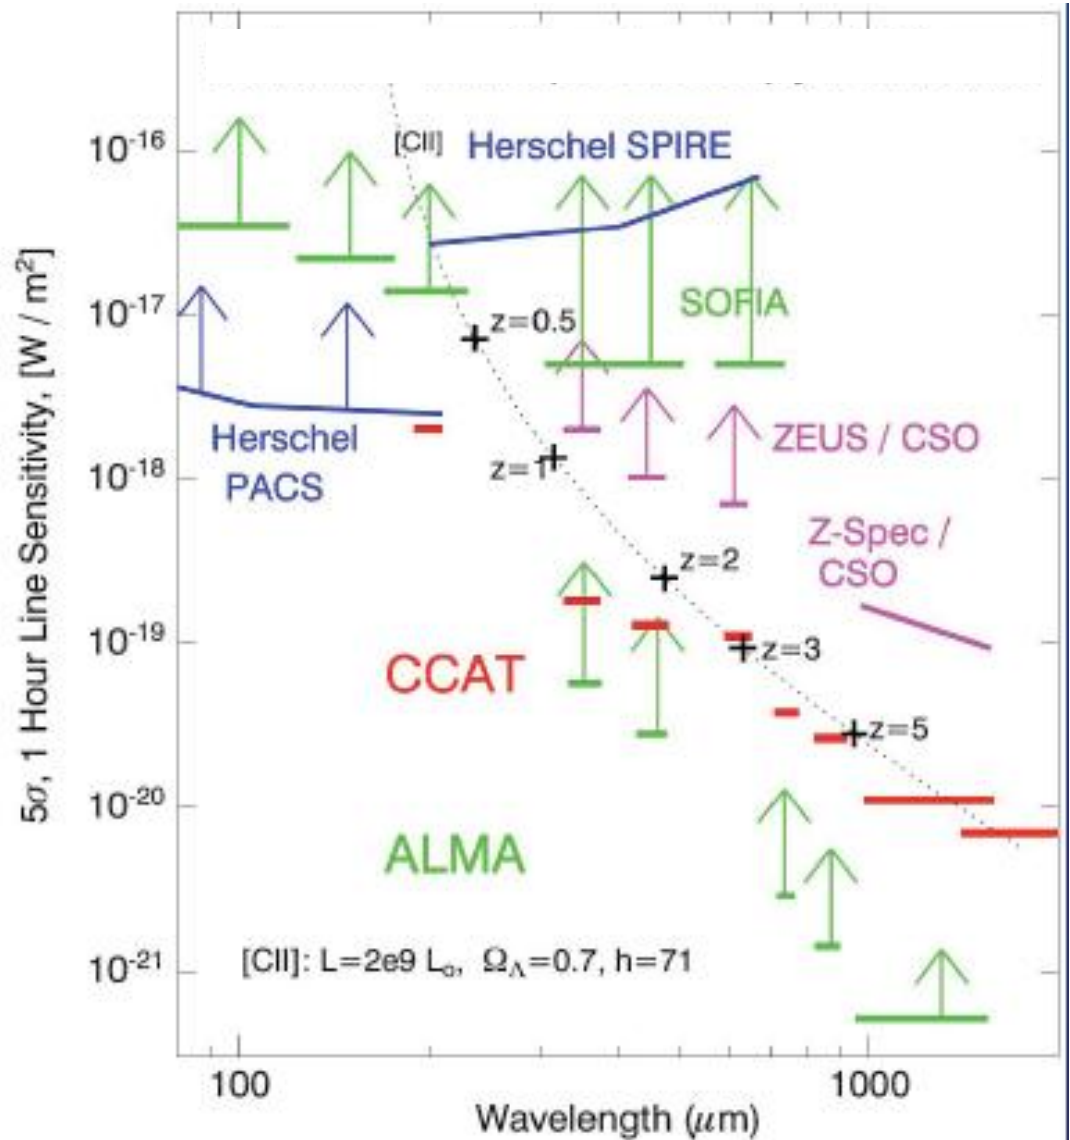 10⁻¹⁶
10⁻¹⁷
10⁻¹⁸
10⁻¹⁹
10⁻²⁰
10⁻²¹
5σ, 1 Hour Line Sensitivity, [W / m²]
[CII]
Herschel SPIRE
SOFIA
z=0.5
Herschel
PACS
ZEUS / CSO
z=1
Z-Spec /
CSO
z=2
z=3
CCAT
z=5
ALMA
[CII]: L=2e9 L₀, Ω_Λ=0.7, h=71
100
1000
Wavelength (μm)